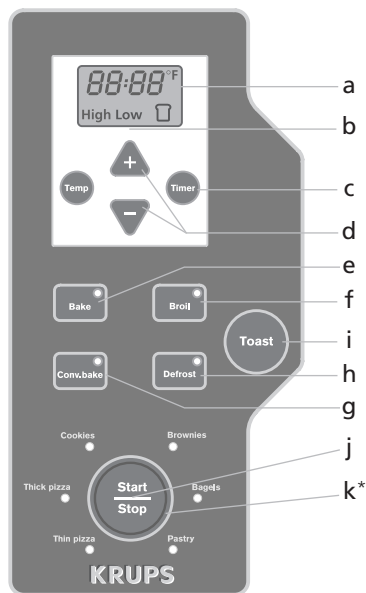 88:88 °F
a
High Low
b
+
Temp
Timer
c
−
d
e
Bake
Broil
f
Toast
i
Conv.bake
Defrost
h
g
Cookies
Brownies
j
Thick pizza
Start
Stop
Bagels
k*
Thin pizza
Pastry
KRUPS